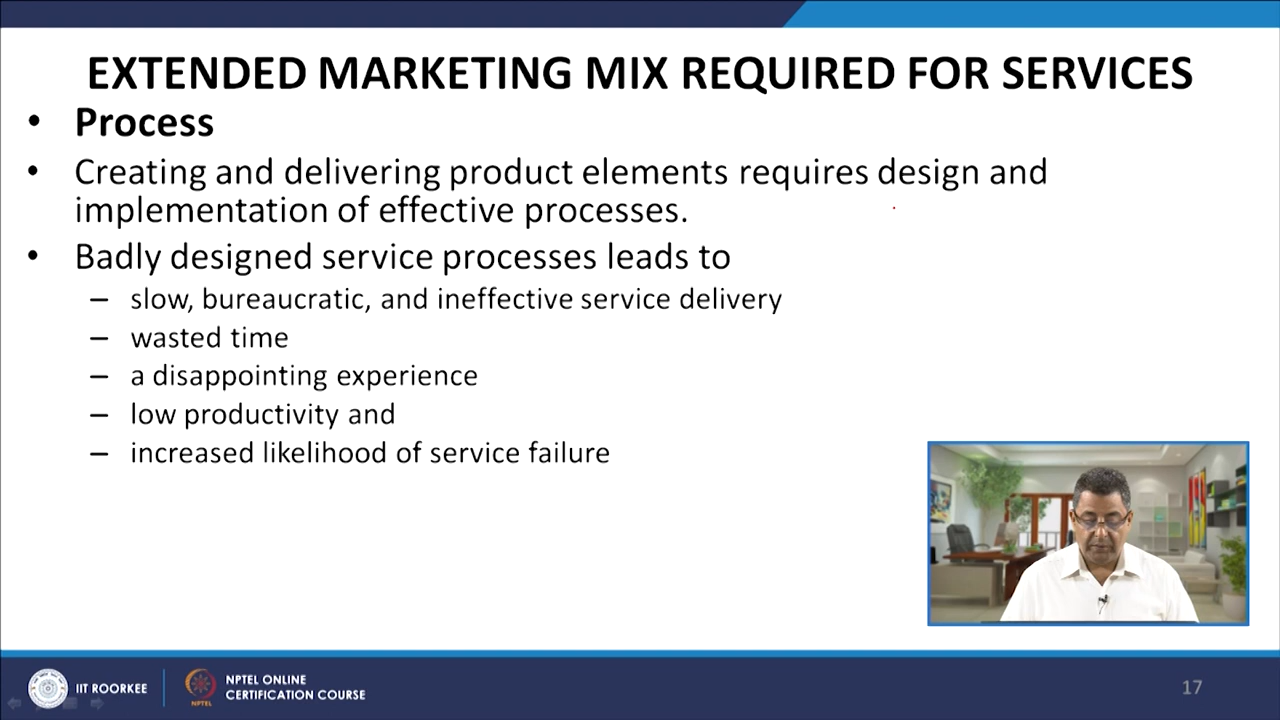 EXTENDED MARKETING MIX REQUIRED FOR SERVICES
• Process
• Creating and delivering product elements requires design and
implementation of effective processes.
• Badly designed service processes leads to
– slow, bureaucratic, and ineffective service delivery
– wasted time
– a disappointing experience
– low productivity and
– increased likelihood of service failure
IIT ROORKEE
NPTEL
NPTEL ONLINE
CERTIFICATION COURSE
17